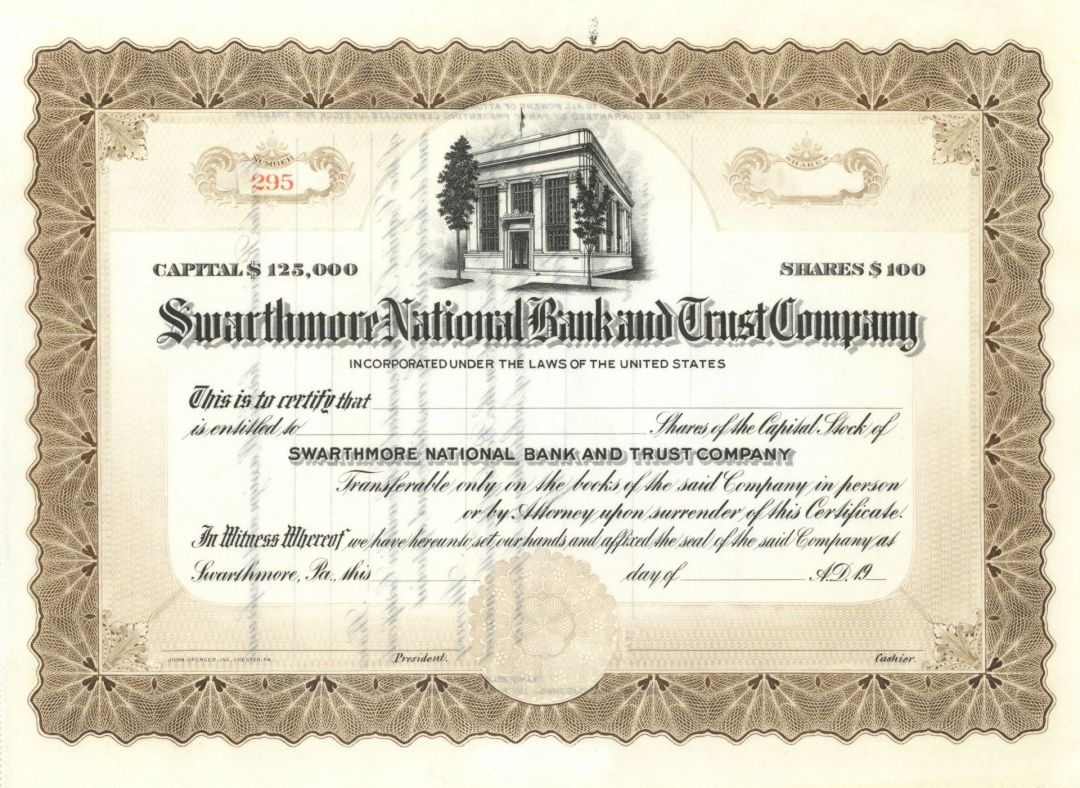 NUMBER
295
SHARES
CAPITAL $ 125,000
SHARES $ 100
Swarthmore National Bank and Trust Company
INCORPORATED UNDER THE LAWS OF THE UNITED STATES
This is to certify that
is entitled to Shares of the Capital Stock of
SWARTHMORE NATIONAL BANK AND TRUST COMPANY
Transferable only on the books of the said Company in person
or by Attorney upon surrender of this Certificate.
In Witness Whereof we have hereunto set our hands and affixed the seal of the said Company at
Swarthmore, Pa., this day of A.D. 19
JOHN SPENCER, INC., CHESTER, PA.
President.
Cashier.